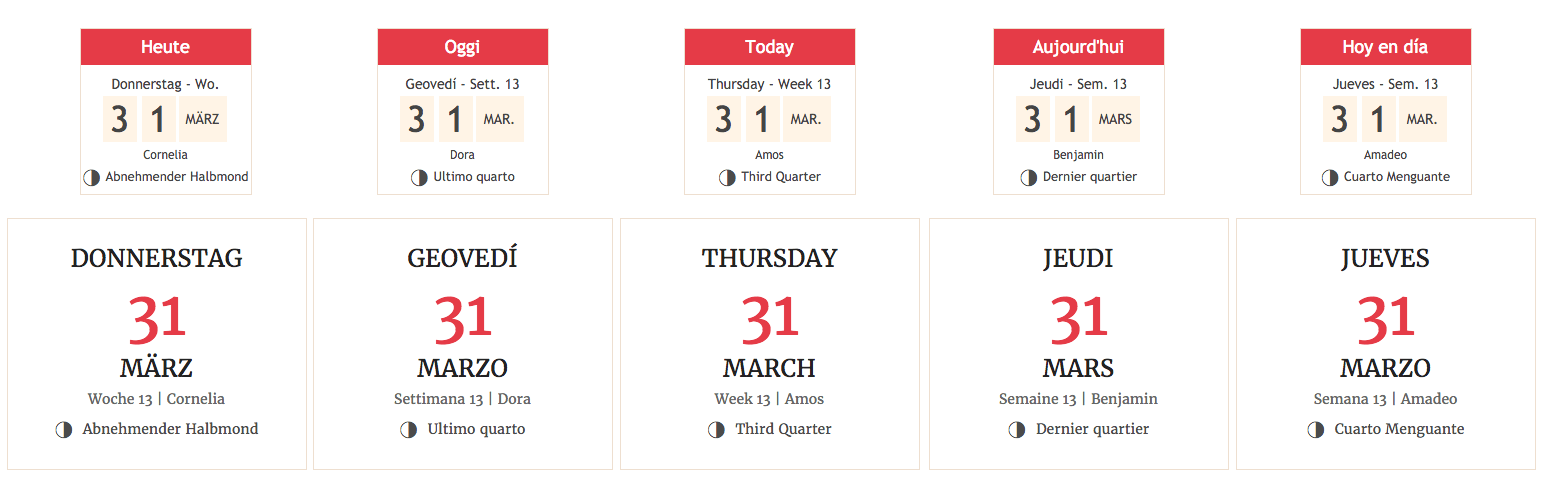 Heute
Donnerstag - Wo.
3 1 MÄRZ
Cornelia
Abnehmender Halbmond
Oggi
Geovedí - Sett. 13
3 1 MAR.
Dora
Ultimo quarto
Today
Thursday - Week 13
3 1 MAR.
Amos
Third Quarter
Aujourd'hui
Jeudi - Sem. 13
3 1 MARS
Benjamin
Dernier quartier
Hoy en día
Jueves - Sem. 13
3 1 MAR.
Amadeo
Cuarto Menguante
DONNERSTAG
31
MÄRZ
Woche 13 | Cornelia
Abnehmender Halbmond
GEOVEDÍ
31
MARZO
Settimana 13 | Dora
Ultimo quarto
THURSDAY
31
MARCH
Week 13 | Amos
Third Quarter
JEUDI
31
MARS
Semaine 13 | Benjamin
Dernier quartier
JUEVES
31
MARZO
Semana 13 | Amadeo
Cuarto Menguante